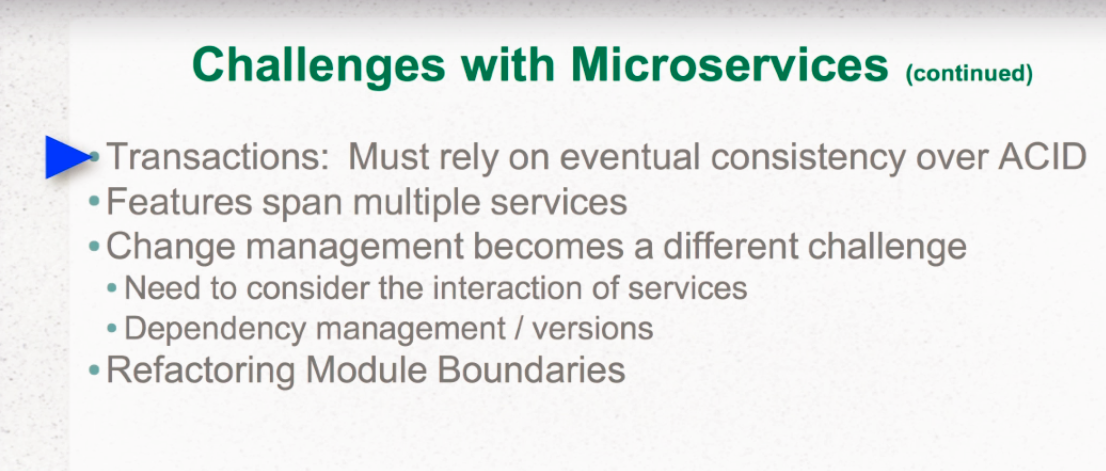 Challenges with Microservices (continued)
• Transactions: Must rely on eventual consistency over ACID
• Features span multiple services
• Change management becomes a different challenge
• Need to consider the interaction of services
• Dependency management / versions
• Refactoring Module Boundaries